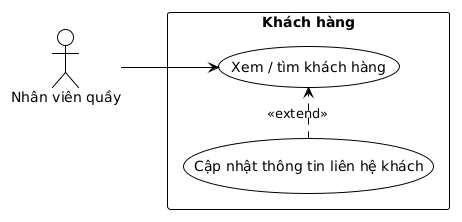 Khách hàng
Xem / tìm khách hàng
Nhân viên quầy
«extend»
Cập nhật thông tin liên hệ khách